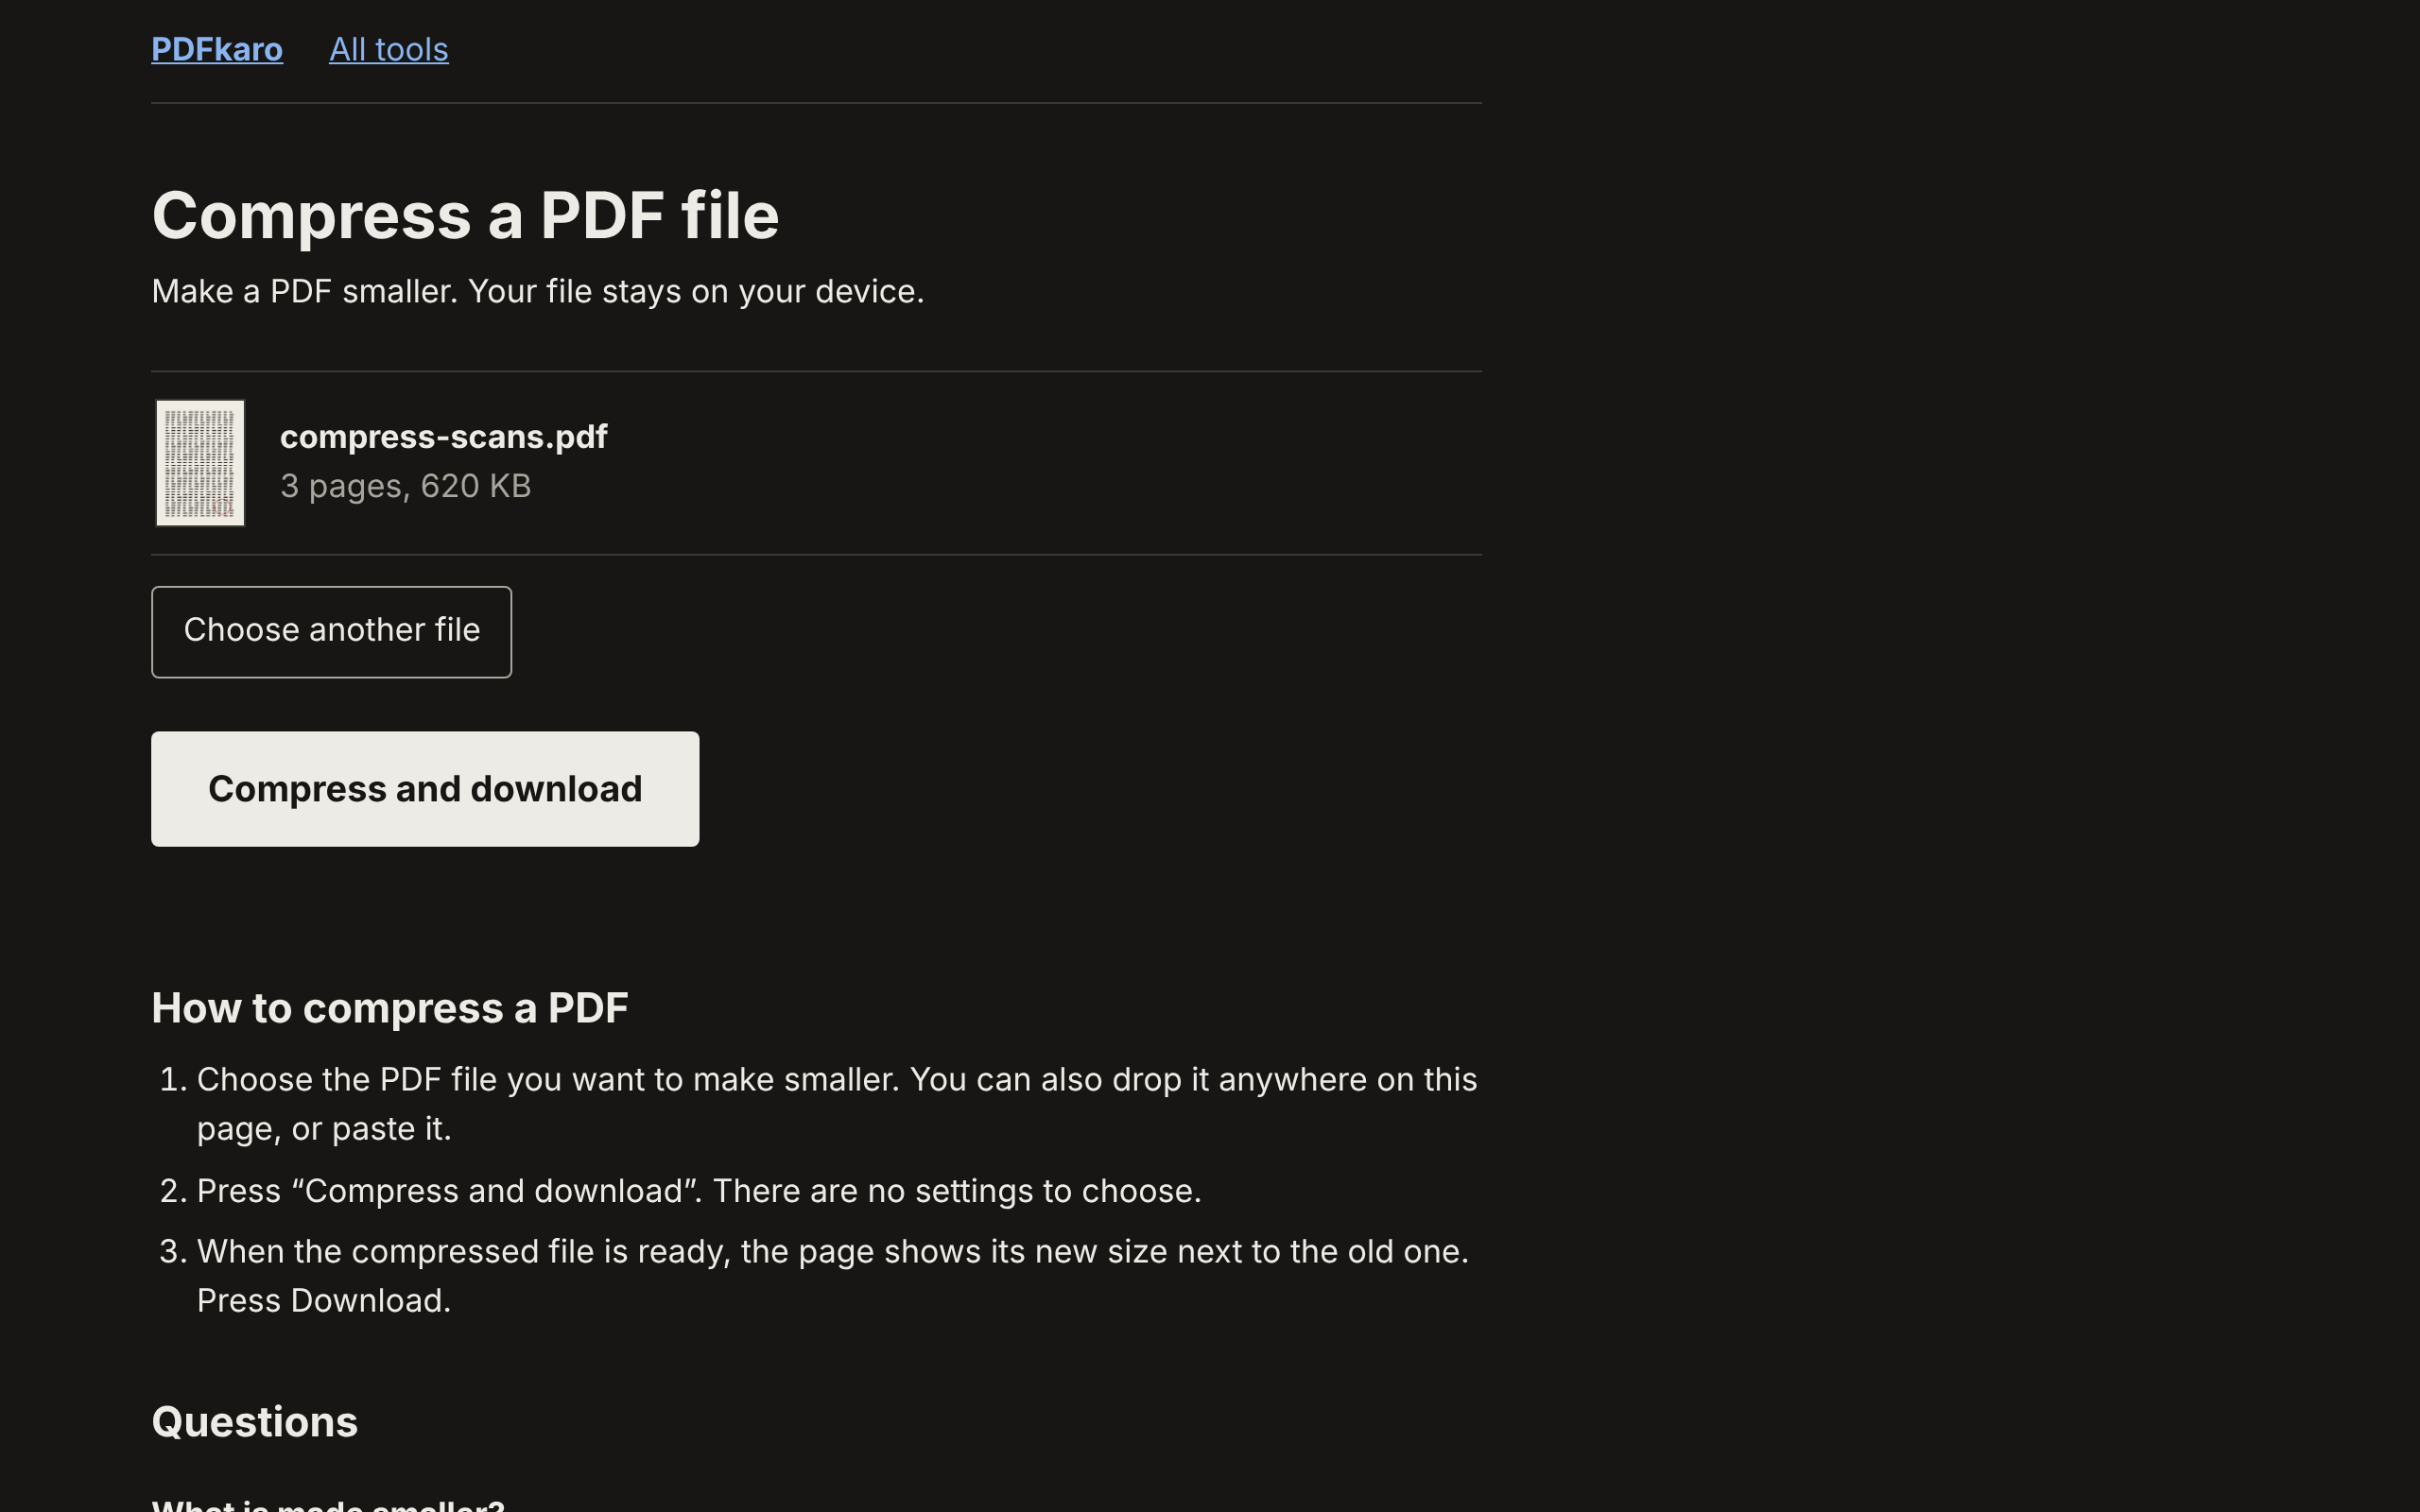 PDFkaro All tools
Compress a PDF file
Make a PDF smaller. Your file stays on your device.
compress-scans.pdf
3 pages, 620 KB
Choose another file
Compress and download
How to compress a PDF
1. Choose the PDF file you want to make smaller. You can also drop it anywhere on this
page, or paste it.
2. Press “Compress and download”. There are no settings to choose.
3. When the compressed file is ready, the page shows its new size next to the old one.
Press Download.
Questions
What is made smaller?